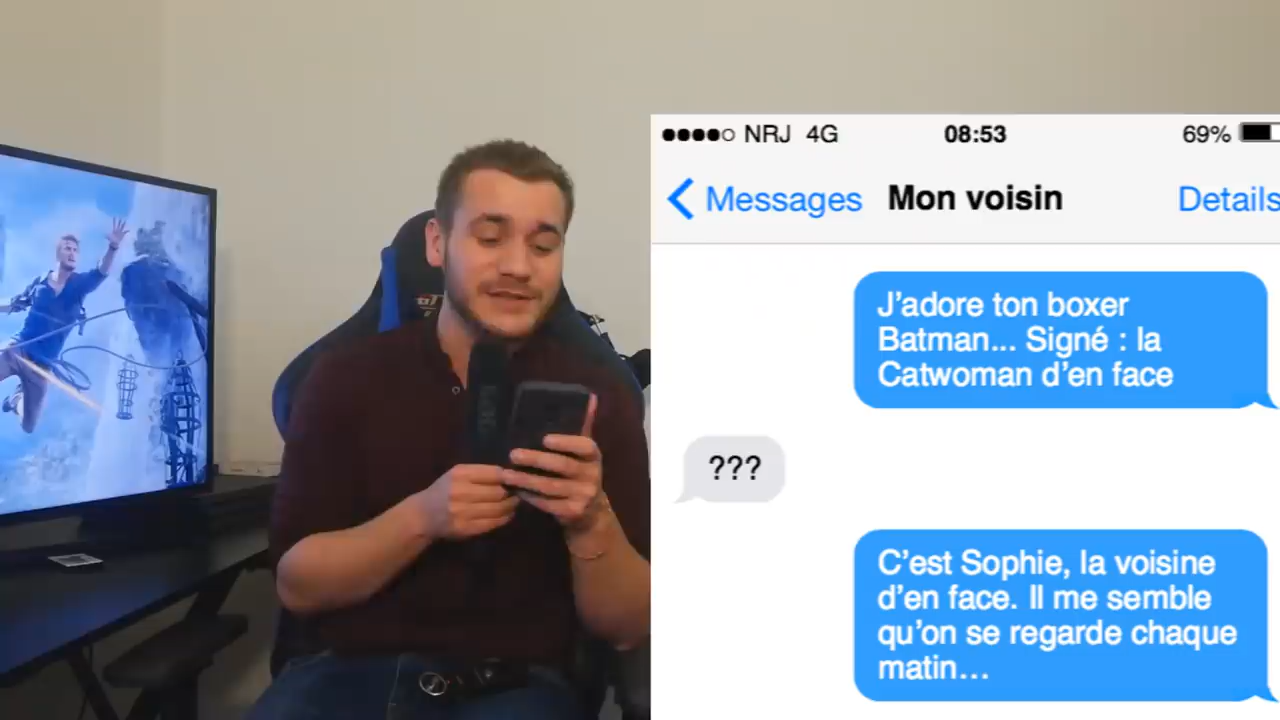 NRJ 4G 08:53 69%
Messages Mon voisin Details
J’adore ton boxer
Batman... Signé : la
Catwoman d’en face
???
C’est Sophie, la voisine
d’en face. Il me semble
qu’on se regarde chaque
matin...